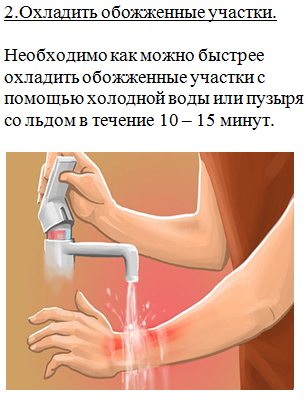 2.Охладить обожженные участки.
Необходимо как можно быстрее
охладить обожженные участки с
помощью холодной воды или пузыря
со льдом в течение 10 – 15 минут.